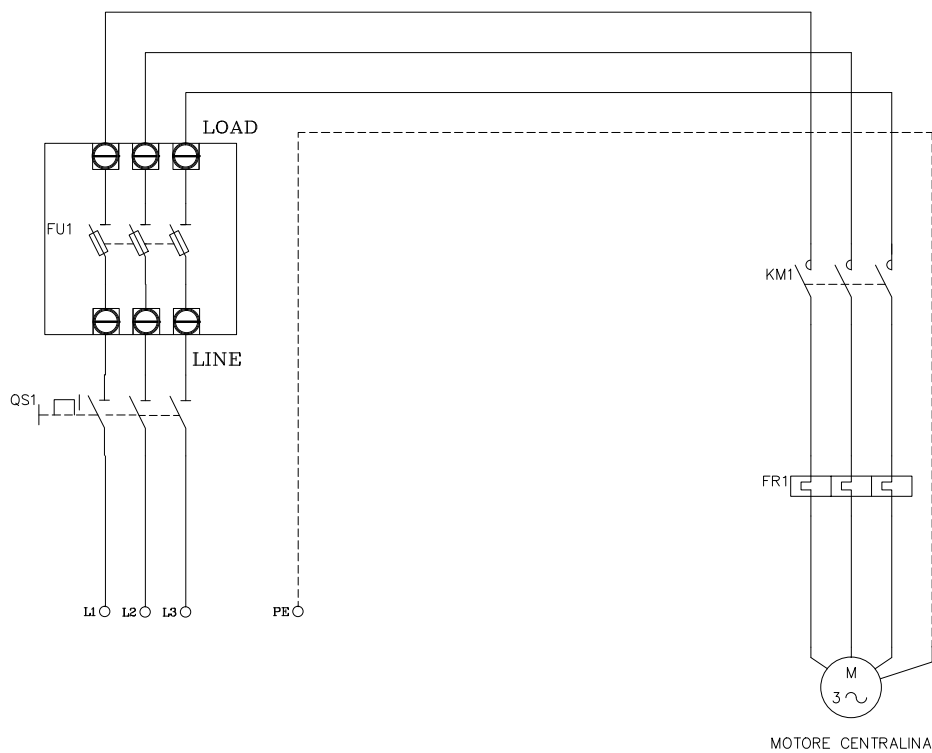 LOAD
FU1
KM1
LINE
QS1
FR1
L1 L2 L3 PE
M
3
MOTORE CENTRALINA